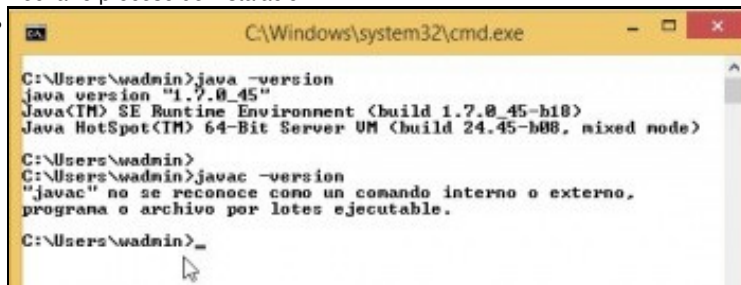 C:\Windows\system32\cmd.exe
C:\Users\wadmin>java -version
java version "1.7.0_45"
Java(TM) SE Runtime Environment (build 1.7.0_45-b18)
Java HotSpot(TM) 64-Bit Server VM (build 24.45-b08, mixed mode)
C:\Users\wadmin>
C:\Users\wadmin>javac -version
"javac" no se reconoce como un comando interno o externo,
programa o archivo por lotes ejecutable.
C:\Users\wadmin>_